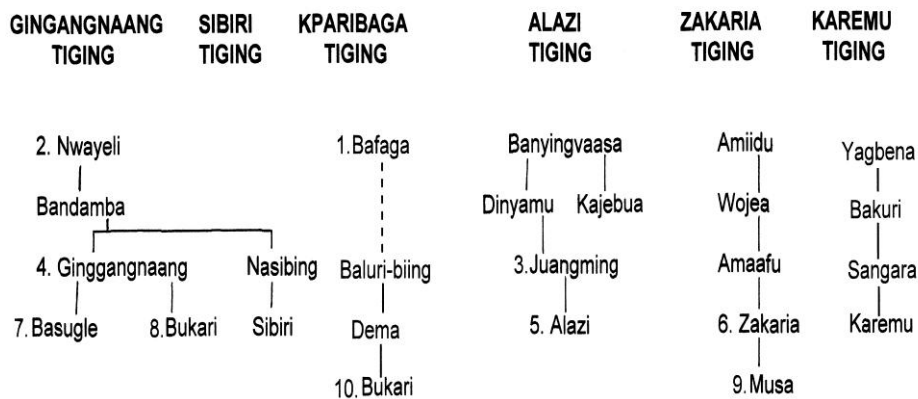 GINGANGNAANG SIBIRI KPARIBAGA ALAZI ZAKARIA KAREMU
TIGING TIGING TIGING TIGING TIGING TIGING
2. Nwayeli 1.Bafaga Banyingvaasa Amiidu Yagbena
Bandamba Dinyamu Kajebua Wojea Bakuri
4. Ginggangnaang Nasibing Baluri-biing 3.Juangming Amaafu Sangara
7. Basugle 8.Bukari Sibiri Dema 5. Alazi 6. Zakaria Karemu
10. Bukari 9. Musa